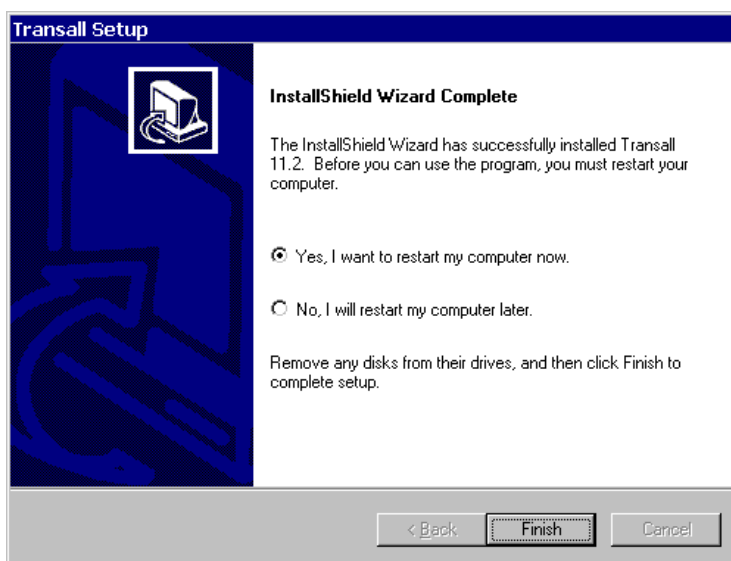 Transall Setup
InstallShield Wizard Complete
The InstallShield Wizard has successfully installed Transall
11.2. Before you can use the program, you must restart your
computer.
Yes, I want to restart my computer now.
No, I will restart my computer later.
Remove any disks from their drives, and then click Finish to
complete setup.
< Back
Finish
Cancel